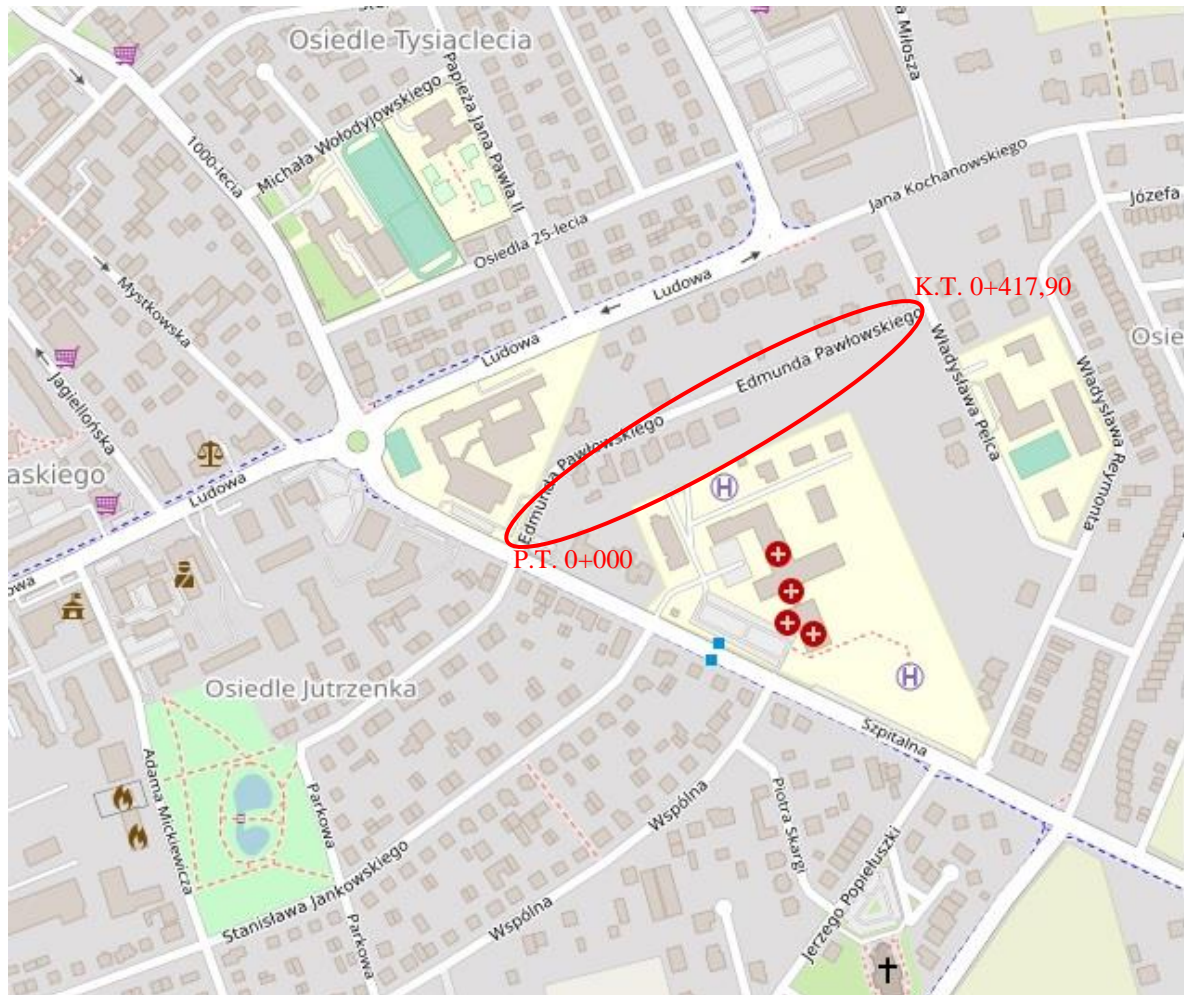 Osiedle Tysiąclecia
Papieża Jana Pawła II
a Miłosza
Michała Wołodyjowskiego
1000-lecia
Jana Kochanowskiego
Józefa
Osiedla 25-lecia
Mystkowska
Ludowa
K.T. 0+417,90
Ludowa
Edmunda Pawłowskiego
Władysława Pelca
Osie
Jagiellońska
Władysława Reymonta
Edmunda Pawłowskiego
askiego
Ludowa
H
P.T. 0+000
owa
Osiedle Jutrzenka
H
Szpitalna
Adama Mickiewicza
Parkowa
Piotra Skargi
Wspólna
Stanisława Jankowskiego
Jerzego Popiełuszki
Wspólna
Parkowa